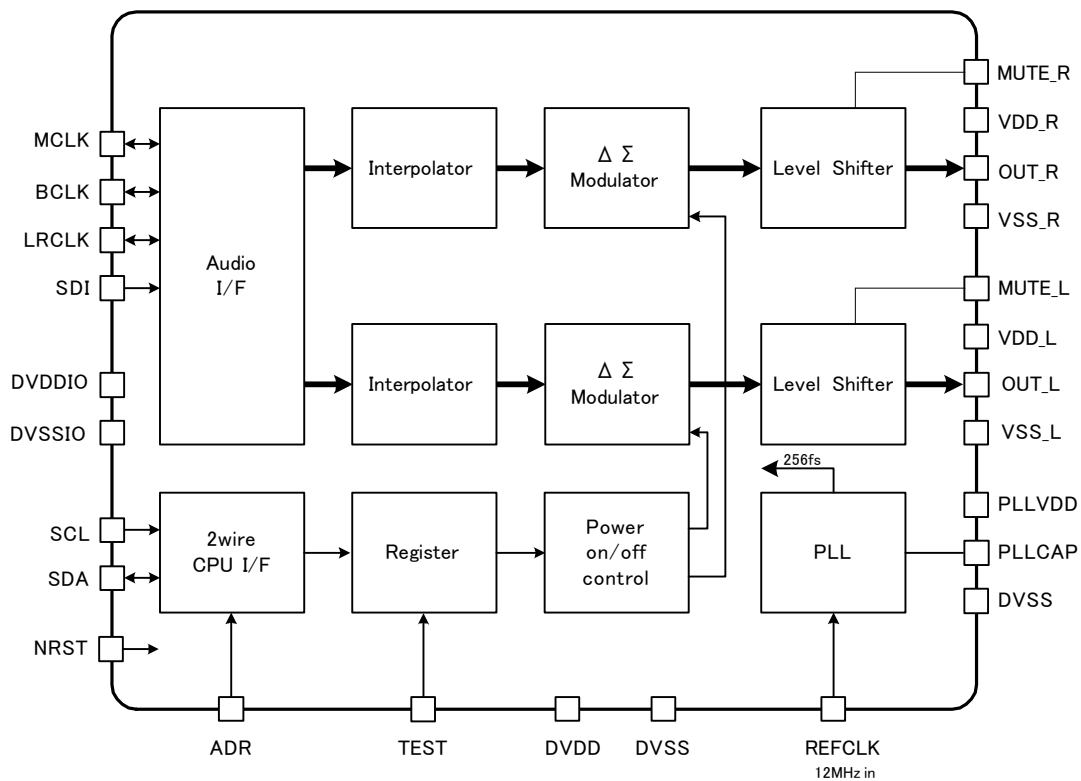 MUTE_R
MCLK
VDD_R
Interpolator
Δ Σ
Modulator
Level Shifter
OUT_R
BCLK
LRCLK
VSS_R
Audio
I/F
SDI
MUTE_L
VDD_L
DVDDIO
Interpolator
Δ Σ
Modulator
Level Shifter
OUT_L
DVSSIO
VSS_L
256fs
PLLVDD
SCL
2wire
CPU I/F
Register
Power
on/off
control
PLL
PLLCAP
SDA
DVSS
NRST
ADR
TEST
DVDD
DVSS
REFCLK
12MHz in